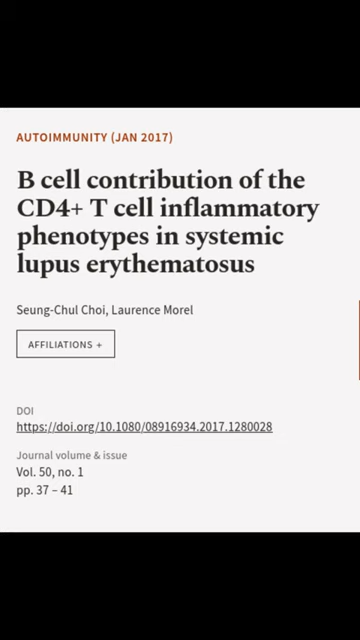 AUTOIMMUNITY (JAN 2017)
B cell contribution of the
CD4+ T cell inflammatory
phenotypes in systemic
lupus erythematosus
Seung-Chul Choi, Laurence Morel
AFFILIATIONS +
DOI
https://doi.org/10.1080/08916934.2017.1280028
Journal volume & issue
Vol. 50, no. 1
pp. 37 – 41